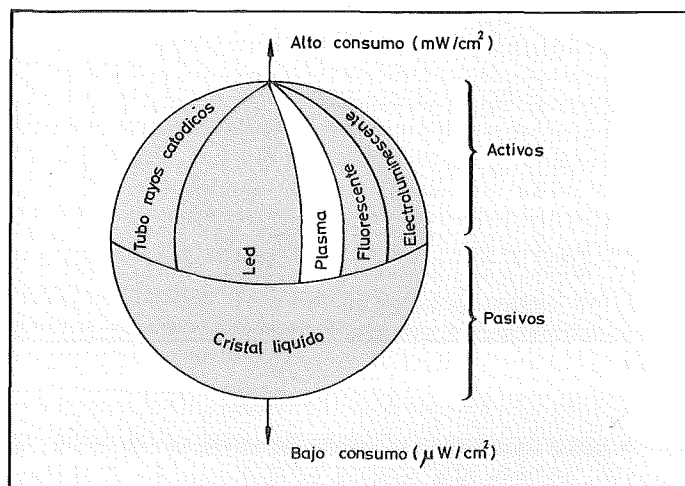 Alto consumo (mW/cm²)
Tubo rayos catodicos
Led
Plasma
Fluorescente
Electroluminescente
Activos
Cristal liquido
Pasivos
Bajo consumo (μW/cm²)